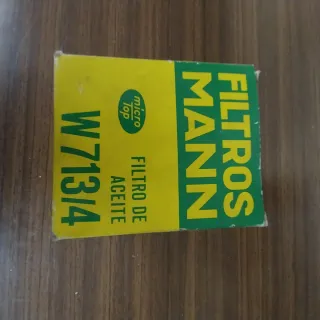 FILTROS
MANN
micro
Top
FILTRO DE
ACEITE
W 713/4